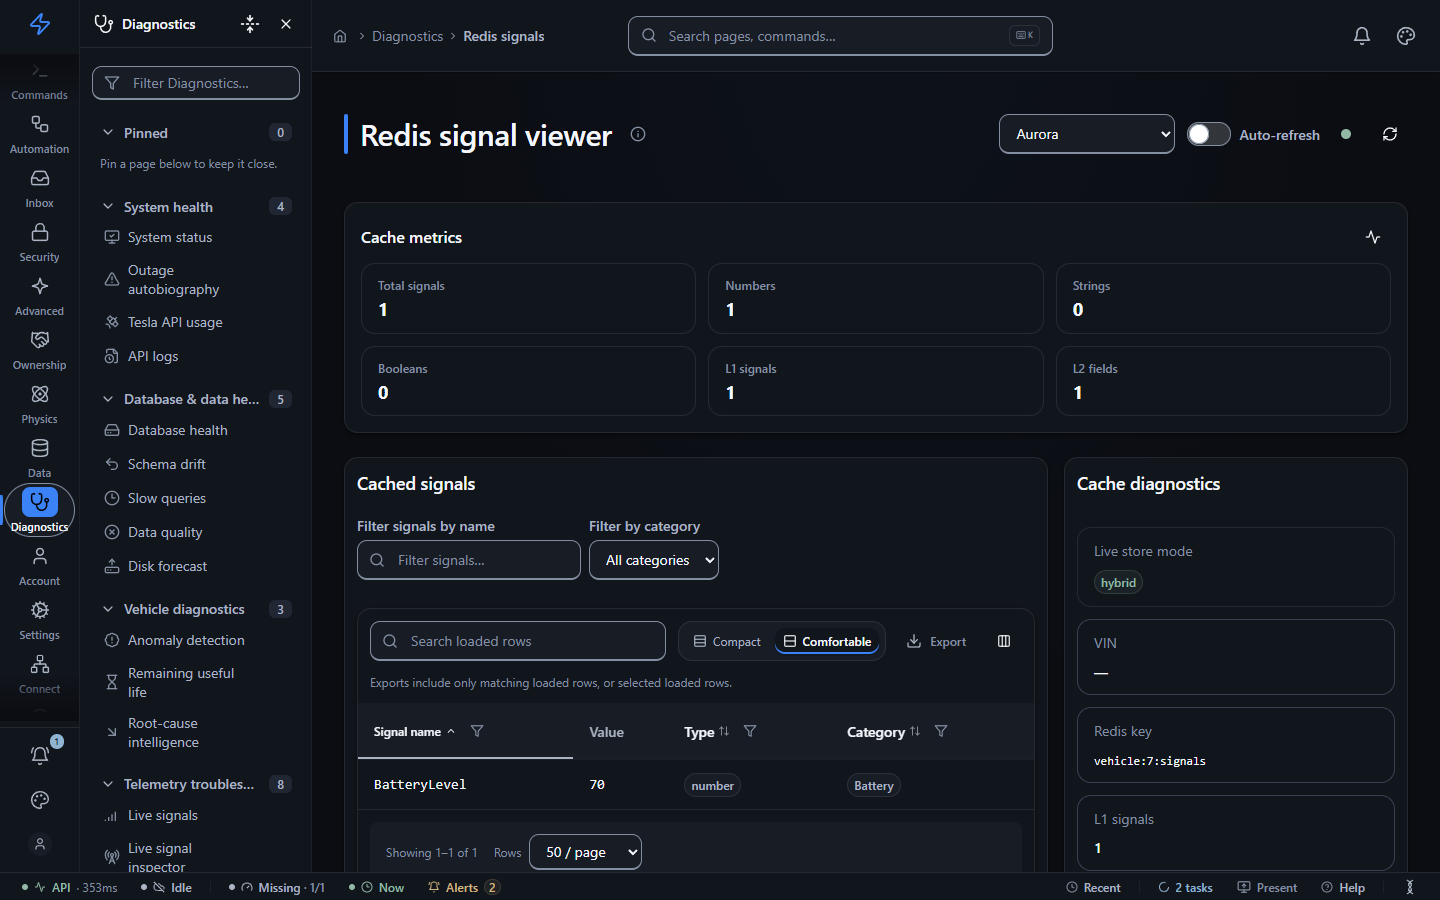 Commands
Automation
Inbox
Security
Advanced
Ownership
Physics
Data
Diagnostics
Account
Settings
Connect
1
Diagnostics
Filter Diagnostics...
Pinned 0
Pin a page below to keep it close.
System health 4
System status
Outage
autobiography
Tesla API usage
API logs
Database & data he... 5
Database health
Schema drift
Slow queries
Data quality
Disk forecast
Vehicle diagnostics 3
Anomaly detection
Remaining useful
life
Root-cause
intelligence
Telemetry troubles... 8
Live signals
Live signal
inspector
Diagnostics > Redis signals
Search pages, commands...
K
Redis signal viewer
Aurora
Auto-refresh
Cache metrics
Total signals
1
Numbers
1
Strings
0
Booleans
0
L1 signals
1
L2 fields
1
Cached signals
Filter signals by name
Filter signals...
Filter by category
All categories
Search loaded rows
Compact
Comfortable
Export
Exports include only matching loaded rows, or selected loaded rows.
Signal name Value Type Category
BatteryLevel 70 number Battery
Showing 1–1 of 1 Rows 50 / page
Cache diagnostics
Live store mode
hybrid
VIN
—
Redis key
vehicle:7:signals
L1 signals
1
API · 353ms
Idle
Missing · 1/1
Now
Alerts 2
Recent
2 tasks
Present
Help